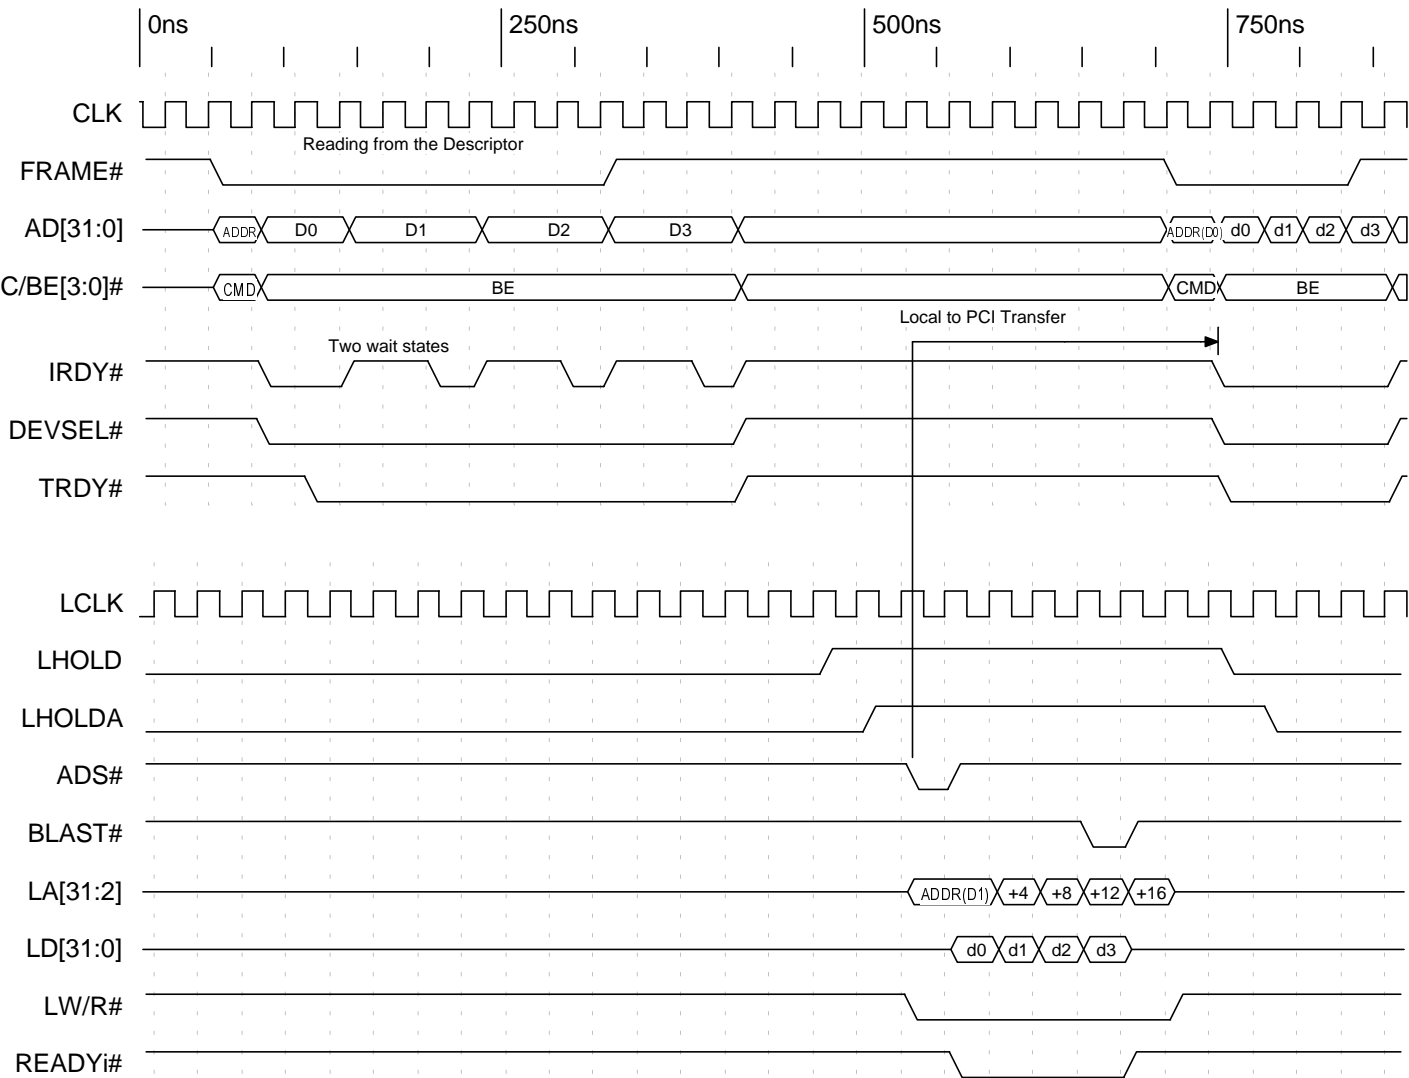 0ns 250ns 500ns 750ns
CLK
Reading from the Descriptor
FRAME#
AD[31:0] ADDR D0 D1 D2 D3 ADDR(D0) d0 d1 d2 d3
C/BE[3:0]# CMD BE CMD BE
Local to PCI Transfer
Two wait states
IRDY#
DEVSEL#
TRDY#
LCLK
LHOLD
LHOLDA
ADS#
BLAST#
LA[31:2] ADDR(D1) +4 +8 +12 +16
LD[31:0] d0 d1 d2 d3
LW/R#
READYi#